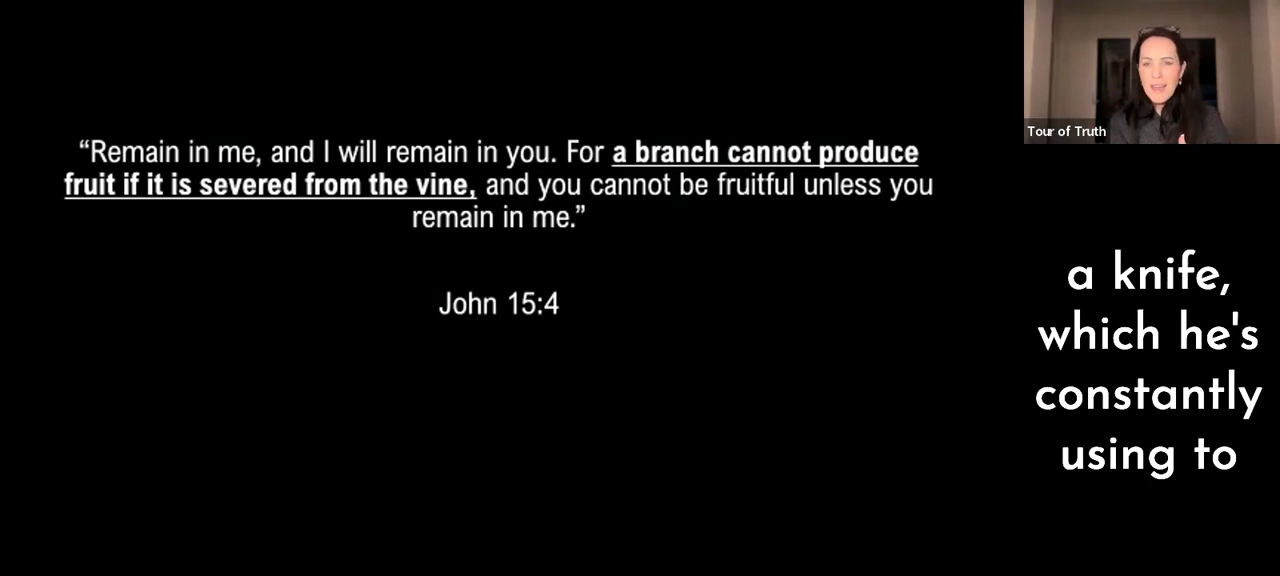 “Remain in me, and I will remain in you. For a branch cannot produce
fruit if it is severed from the vine, and you cannot be fruitful unless you
remain in me.”
John 15:4
Tour of Truth
a knife,
which he's
constantly
using to